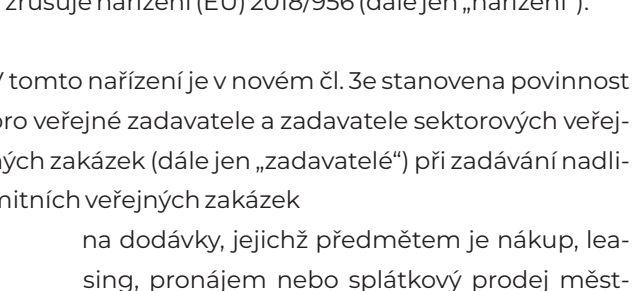 zrušuje nařízení (EU) 2018/956 (dále jen „nařízení“).
V tomto nařízení je v novém čl. 3e stanovena povinnost
pro veřejné zadavatele a zadavatele sektorových veřej-
ných zakázek (dále jen „zadavatelé“) při zadávání nadli-
mitních veřejných zakázek
na dodávky, jejichž předmětem je nákup, lea-
sing, pronájem nebo splátkový prodej měst-